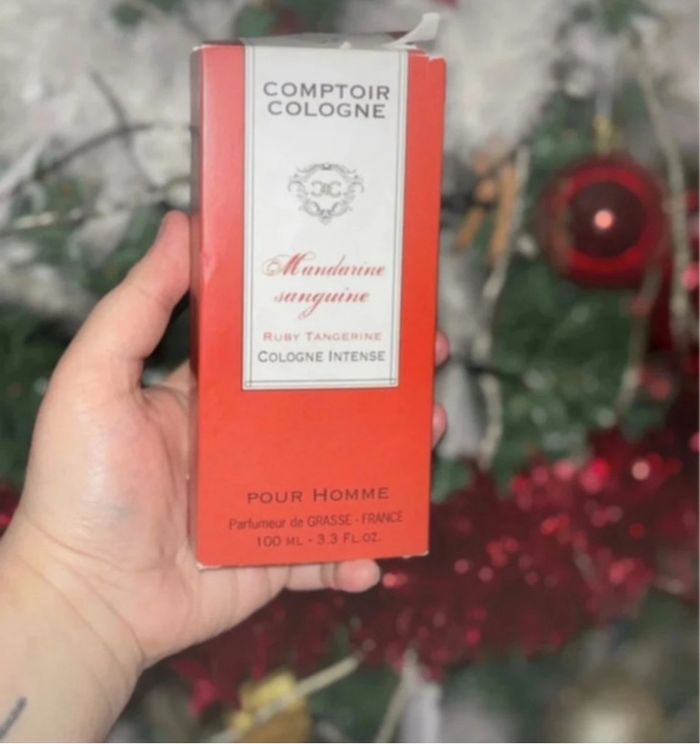 COMPTOIR
COLOGNE
Mandarine
sanguine
RUBY TANGERINE
COLOGNE INTENSE
POUR HOMME
Parfumeur de GRASSE - FRANCE
100 ML - 3.3 FL.OZ.